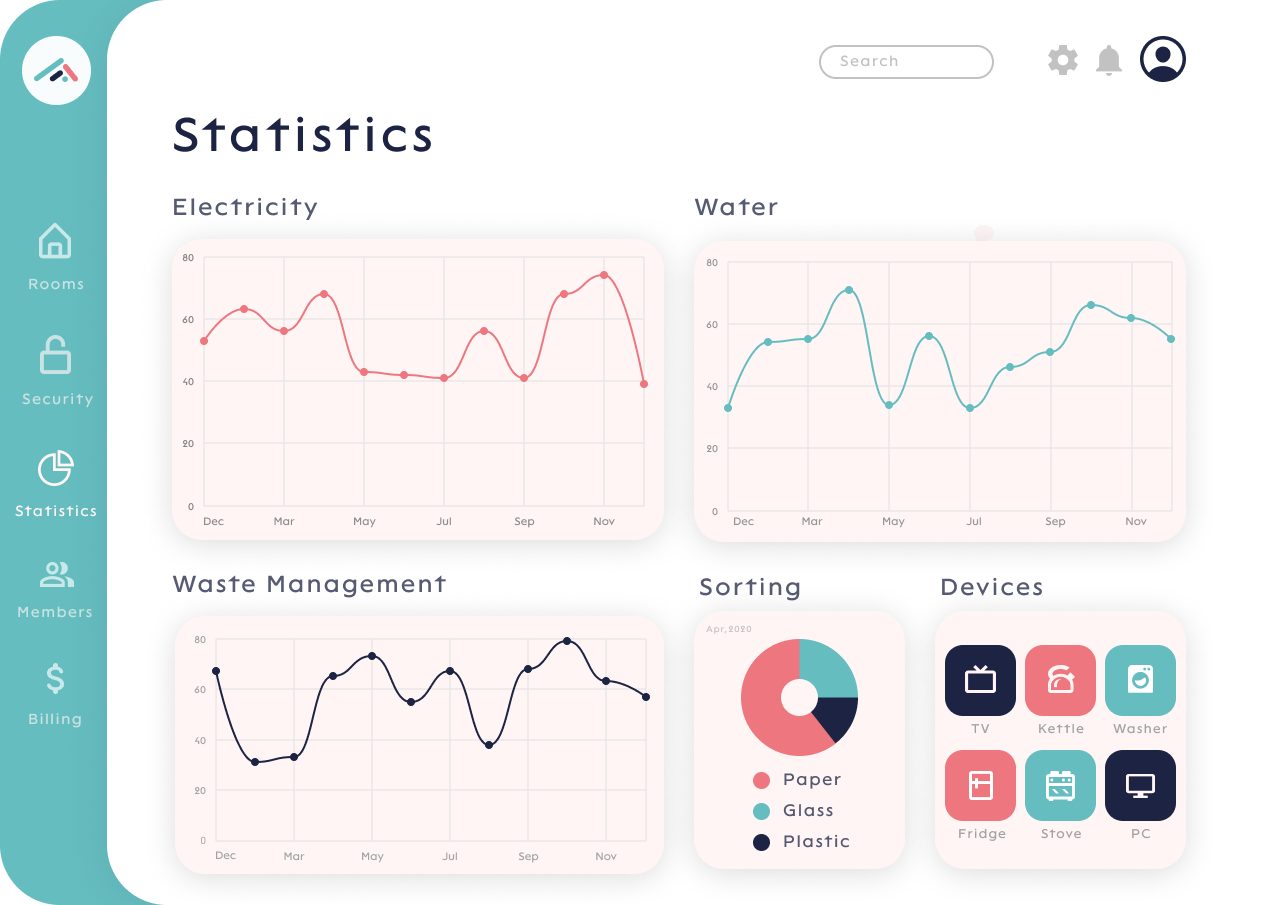 Search
Statistics
Rooms
Security
Statistics
Members
Billing
Electricity
80
60
40
20
0
Dec Mar May Jul Sep Nov
Water
80
60
40
20
0
Dec Mar May Jul Sep Nov
Waste Management
80
60
40
20
0
Dec Mar May Jul Sep Nov
Sorting
Apr,2020
Paper
Glass
Plastic
Devices
TV Kettle Washer
Fridge Stove PC